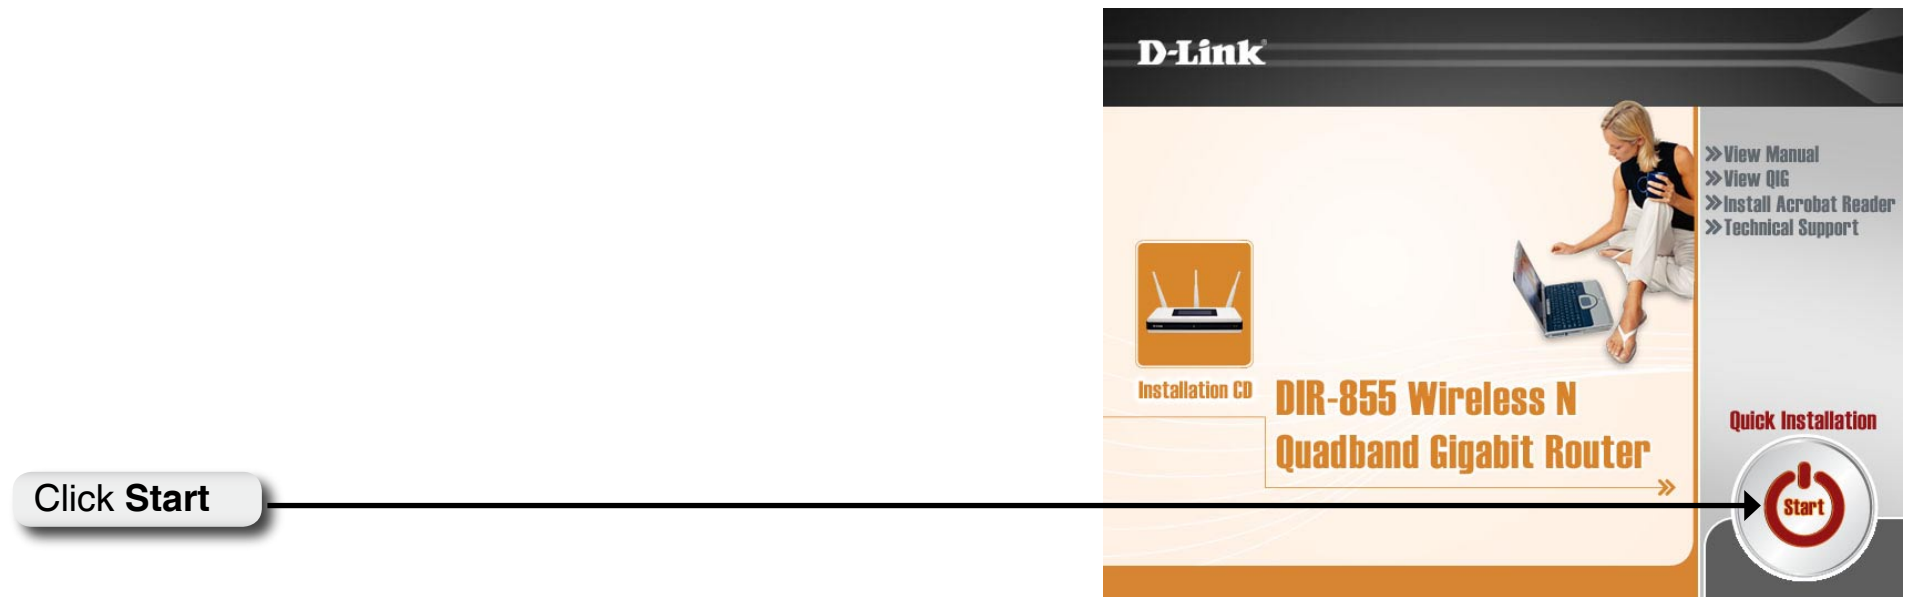 D-Link
»View Manual
»View QIG
»Install Acrobat Reader
»Technical Support
Installation CD
DIR-855 Wireless N
Quadband Gigabit Router
»
Quick Installation
Start
Click Start